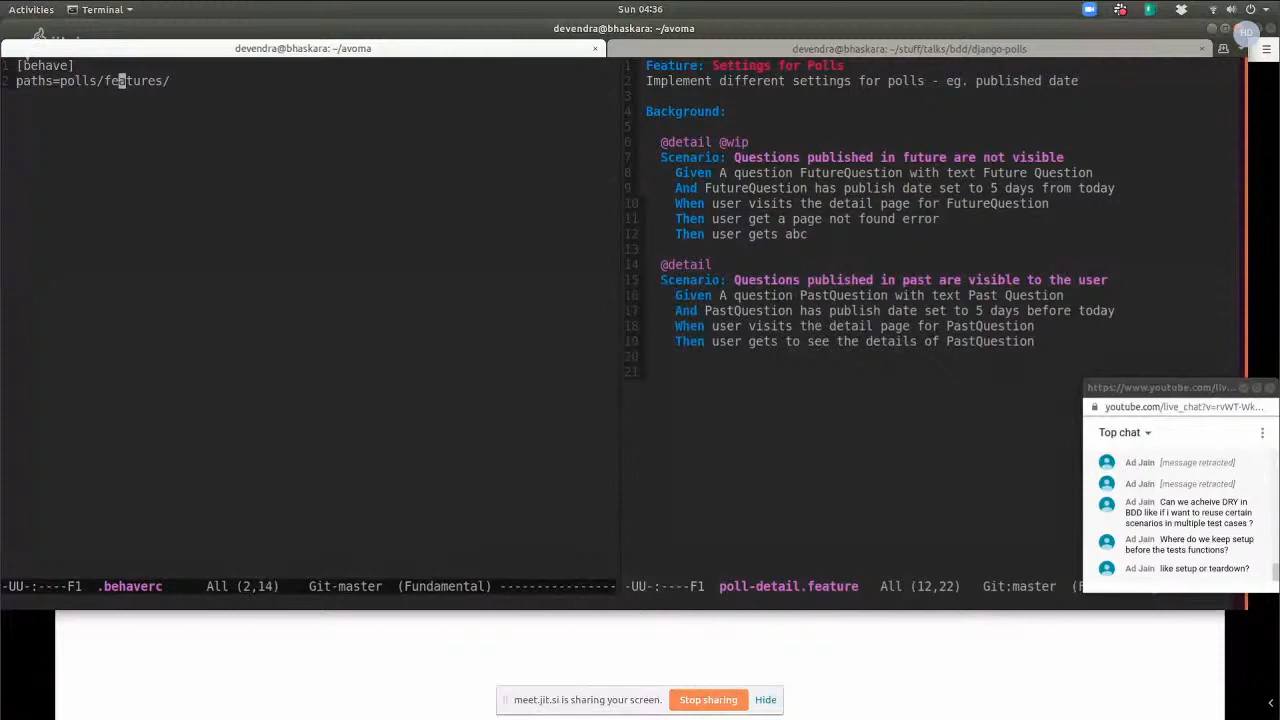 Activities
Terminal
Sun 04:36
devendra@bhaskara: ~/avoma
HD
devendra@bhaskara: ~/avoma ×
devendra@bhaskara: ~/stuff/talks/bdd/django-polls ×
1 [behave]
2 paths=polls/features/
-UU-:----F1 .behaverc All (2,14) Git-master (Fundamental) ----------------
1 Feature: Settings for Polls
2 Implement different settings for polls - eg. published date
3
4 Background:
5
6 @detail @wip
7 Scenario: Questions published in future are not visible
8 Given A question FutureQuestion with text Future Question
9 And FutureQuestion has publish date set to 5 days from today
10 When user visits the detail page for FutureQuestion
11 Then user get a page not found error
12 Then user gets abc
13
14 @detail
15 Scenario: Questions published in past are visible to the user
16 Given A question PastQuestion with text Past Question
17 And PastQuestion has publish date set to 5 days before today
18 When user visits the detail page for PastQuestion
19 Then user gets to see the details of PastQuestion
20
21
-UU-:----F1 poll-detail.feature All (12,22) Git:master (F
https://www.youtube.com/liv...
youtube.com/live_chat?v=rvWT-Wk...
Top chat
Ad Jain [message retracted]
Ad Jain [message retracted]
Ad Jain Can we acheive DRY in
BDD like if i want to reuse certain
scenarios in multiple test cases ?
Ad Jain Where do we keep setup
before the tests functions?
Ad Jain like setup or teardown?
meet.jit.si is sharing your screen.
Stop sharing
Hide